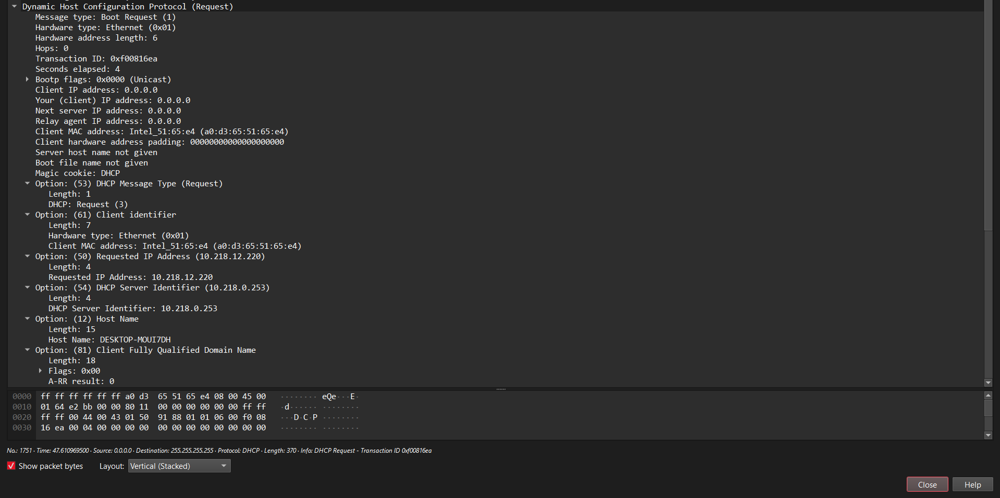 Dynamic Host Configuration Protocol (Request)
Message type: Boot Request (1)
Hardware type: Ethernet (0x01)
Hardware address length: 6
Hops: 0
Transaction ID: 0xf00816ea
Seconds elapsed: 4
Bootp flags: 0x0000 (Unicast)
Client IP address: 0.0.0.0
Your (client) IP address: 0.0.0.0
Next server IP address: 0.0.0.0
Relay agent IP address: 0.0.0.0
Client MAC address: Intel_51:65:e4 (a0:d3:65:51:65:e4)
Client hardware address padding: 00000000000000000000
Server host name not given
Boot file name not given
Magic cookie: DHCP
Option: (53) DHCP Message Type (Request)
Length: 1
DHCP: Request (3)
Option: (61) Client identifier
Length: 7
Hardware type: Ethernet (0x01)
Client MAC address: Intel_51:65:e4 (a0:d3:65:51:65:e4)
Option: (50) Requested IP Address (10.218.12.220)
Length: 4
Requested IP Address: 10.218.12.220
Option: (54) DHCP Server Identifier (10.218.0.253)
Length: 4
DHCP Server Identifier: 10.218.0.253
Option: (12) Host Name
Length: 15
Host Name: DESKTOP-MOUI7DH
Option: (81) Client Fully Qualified Domain Name
Length: 18
Flags: 0x00
A-RR result: 0
0000 ff ff ff ff ff ff a0 d3 65 51 65 e4 08 00 45 00 ········ eQe···E·
0010 01 64 e2 bb 00 00 80 11 00 00 00 00 00 00 ff ff ·d······ ········
0020 ff ff 00 44 00 43 01 50 91 88 01 01 06 00 f0 08 ···D·C·P ········
0030 16 ea 00 04 00 00 00 00 00 00 00 00 00 00 00 00 ········ ········
No.: 1751 · Time: 47.610969500 · Source: 0.0.0.0 · Destination: 255.255.255.255 · Protocol: DHCP · Length: 370 · Info: DHCP Request - Transaction ID 0xf00816ea
Show packet bytes Layout: Vertical (Stacked)
Close Help